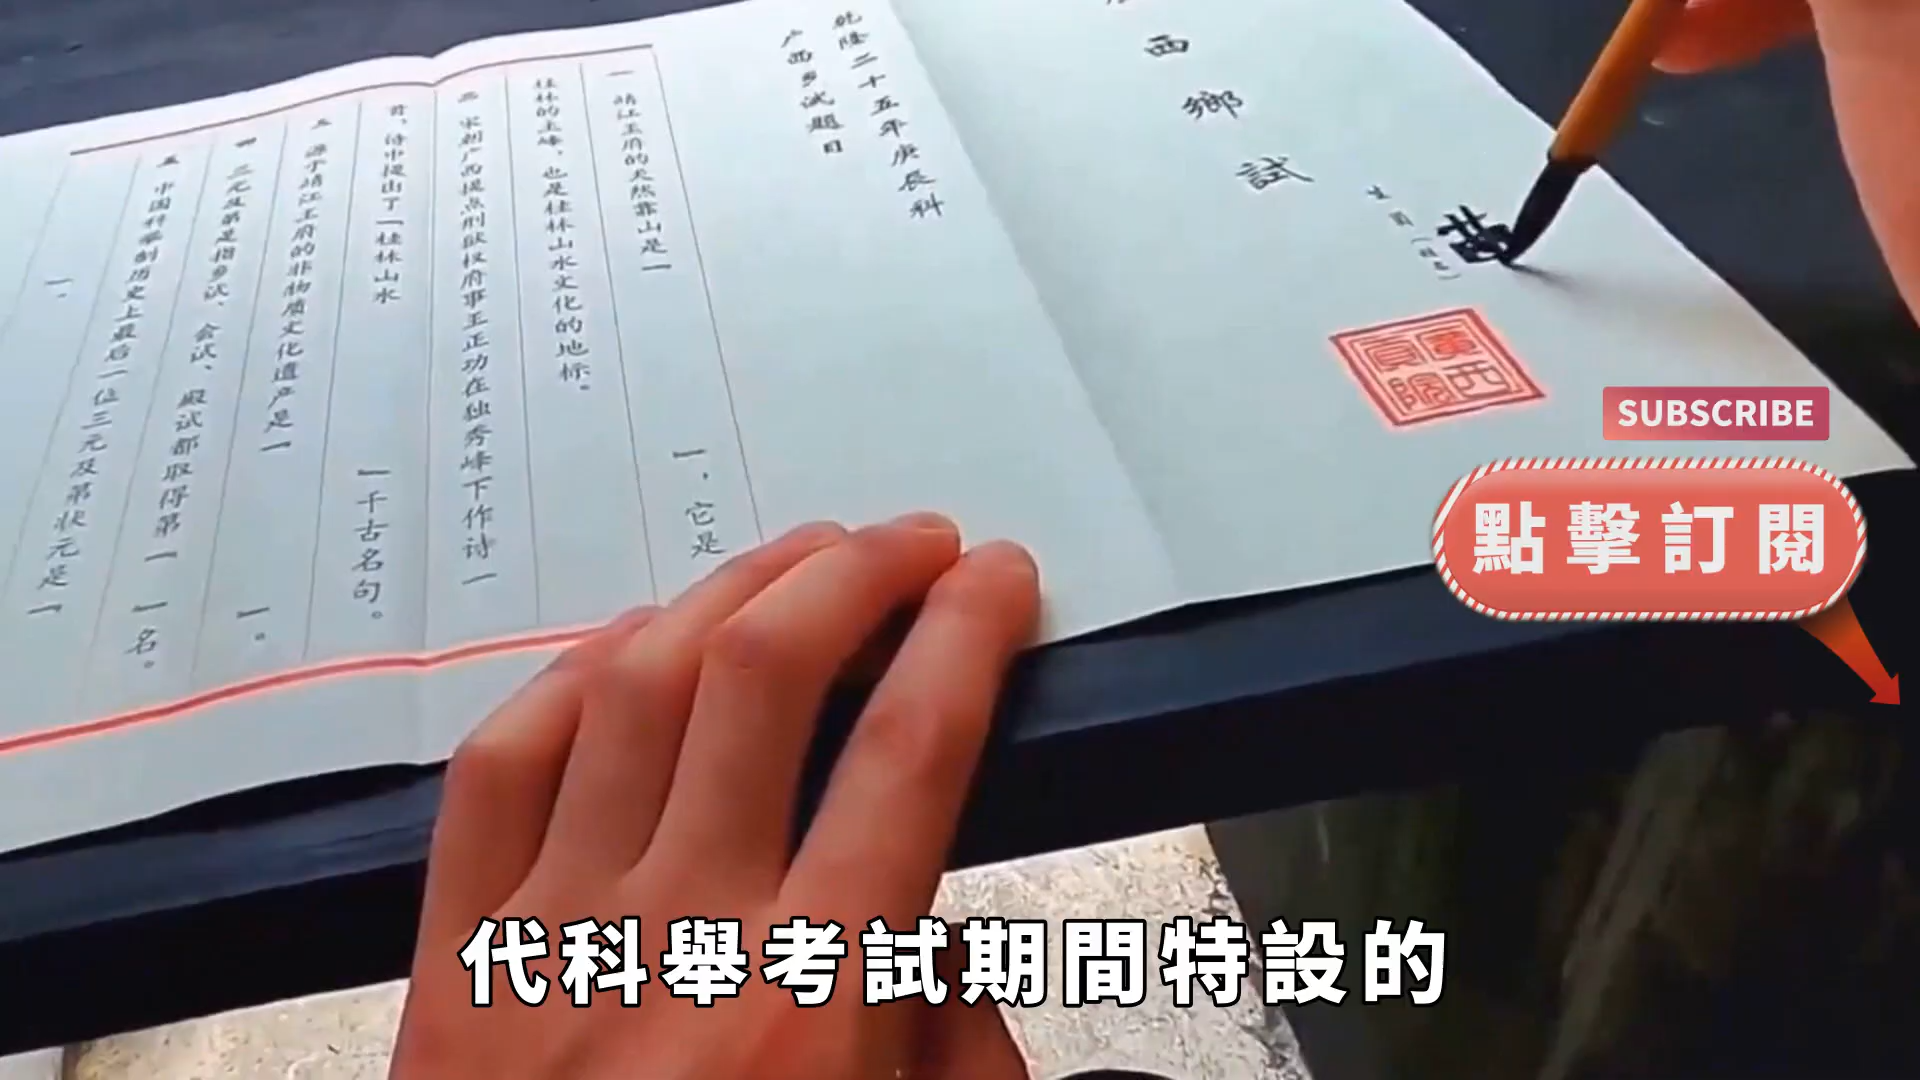 西鄉試
生員(姓名)
廣西貢院
乾隆二十五年庚辰科
广西乡试题目
一 靖江王府的天然靠山是「 」，它是
桂林的主峰，也是桂林山水文化的地标。
二 宋朝广西提点刑狱权府事王正功在独秀峰下作诗一
首，诗中提出了「桂林山水 」千古名句。
三 源于靖江王府的非物质文化遗产是「 」。
四 三元及第是指乡试、会试、殿试都取得第「 」名。
五 中国科举制历史上最后一位三元及第状元是「
」。
SUBSCRIBE
點擊訂閱
代科舉考試期間特設的